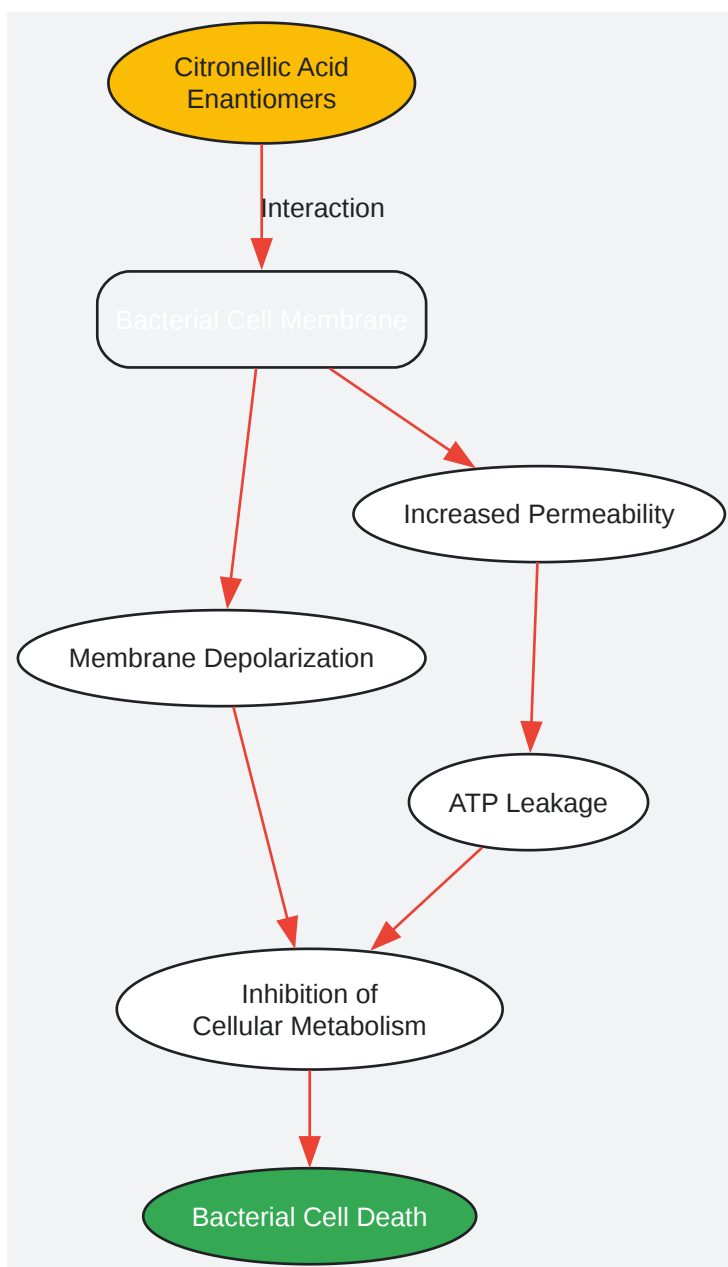 Citronellic Acid
Enantiomers
Interaction
Bacterial Cell Membrane
Increased Permeability
Membrane Depolarization
ATP Leakage
Inhibition of
Cellular Metabolism
Bacterial Cell Death